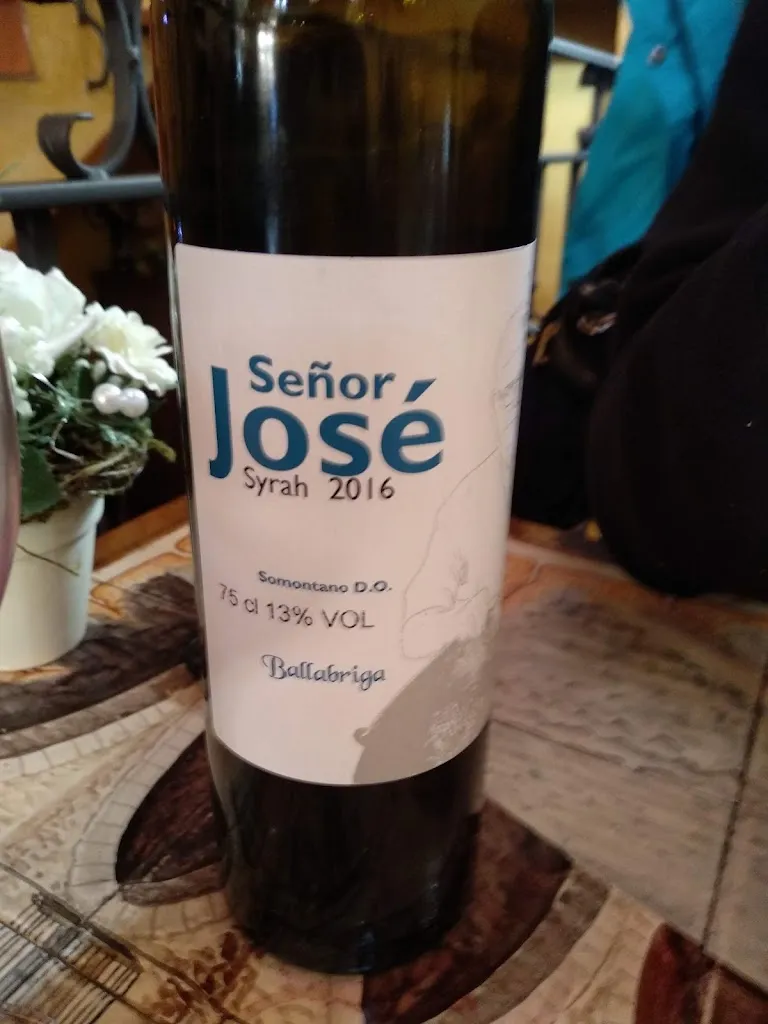 Señor
José
Syrah 2016
Somontano D.O.
75 cl 13% VOL
Ballabriga